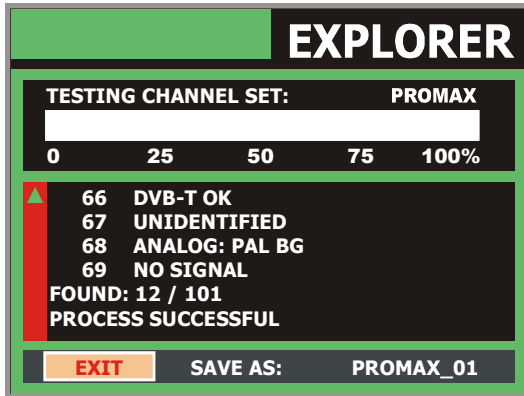 EXPLORER
TESTING CHANNEL SET: PROMAX
0 25 50 75 100%
66 DVB-T OK
67 UNIDENTIFIED
68 ANALOG: PAL BG
69 NO SIGNAL
FOUND: 12 / 101
PROCESS SUCCESSFUL
EXIT SAVE AS: PROMAX_01